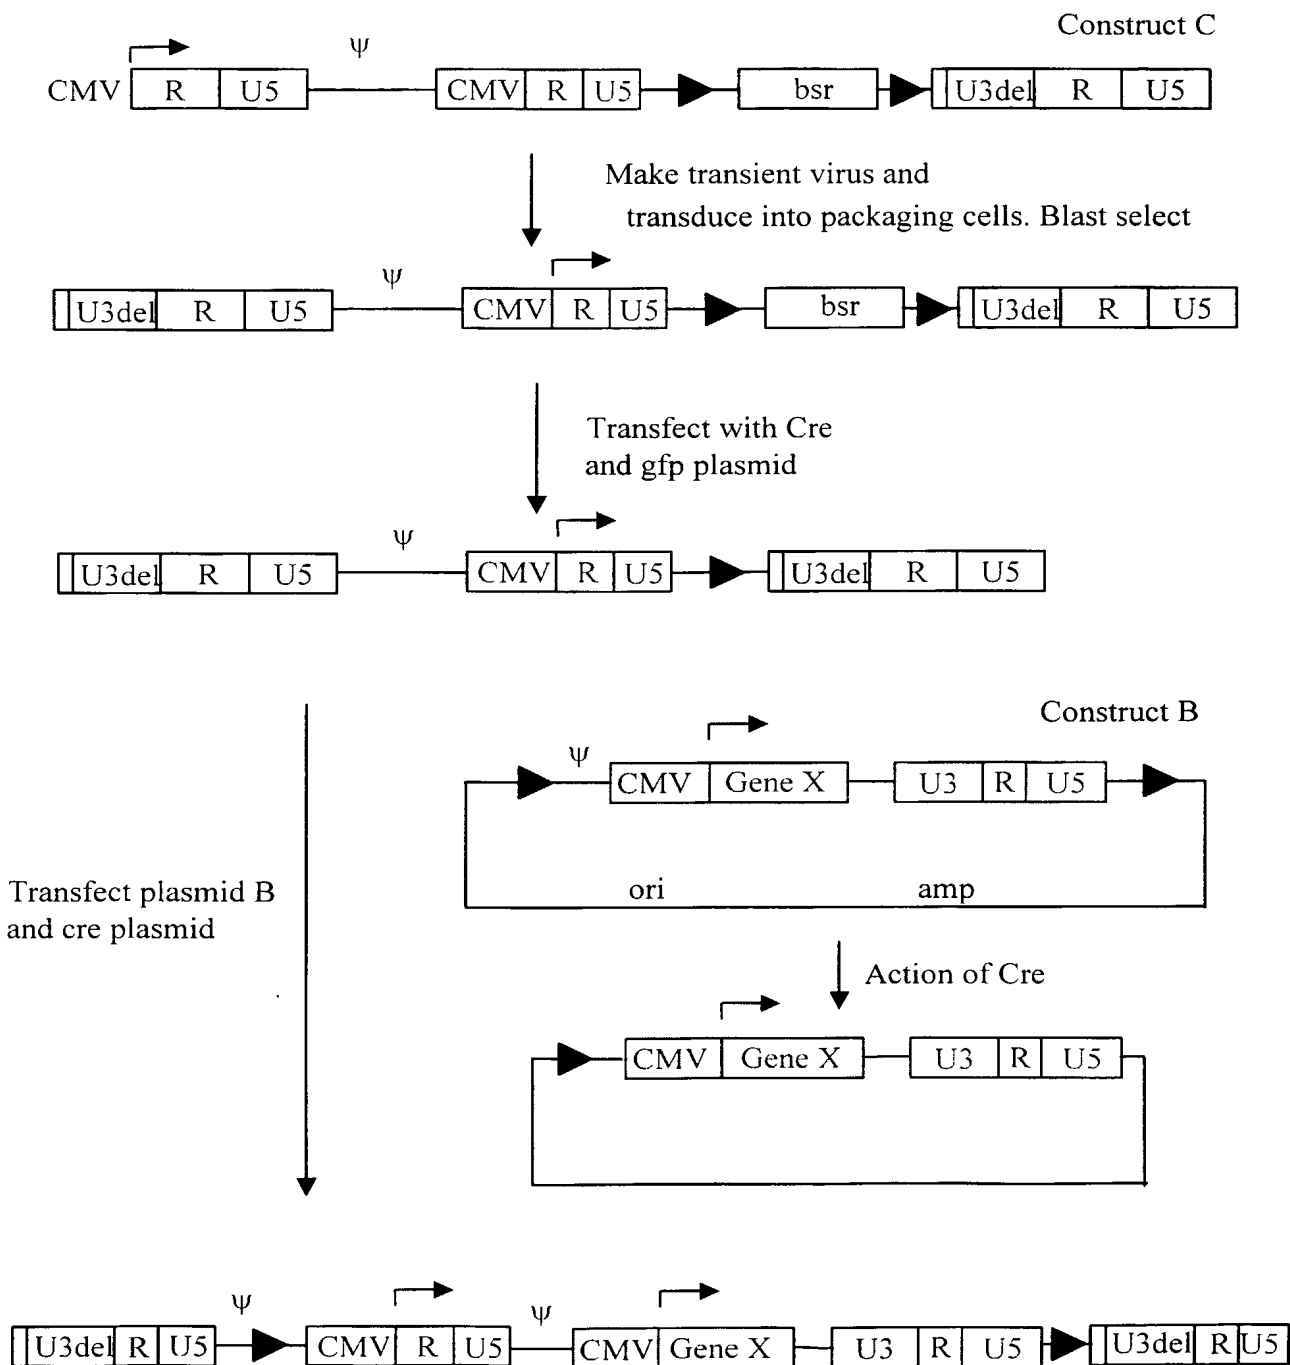 Construct C
ψ
CMV R U5 CMV R U5 bsr U3del R U5
Make transient virus and
transduce into packaging cells. Blast select
ψ
U3del R U5 CMV R U5 bsr U3del R U5
Transfect with Cre
and gfp plasmid
ψ
U3del R U5 CMV R U5 U3del R U5
Construct B
ψ
CMV Gene X U3 R U5
ori amp
Transfect plasmid B
and cre plasmid
Action of Cre
CMV Gene X U3 R U5
ψ ψ
U3del R U5 CMV R U5 CMV Gene X U3 R U5 U3del R U5